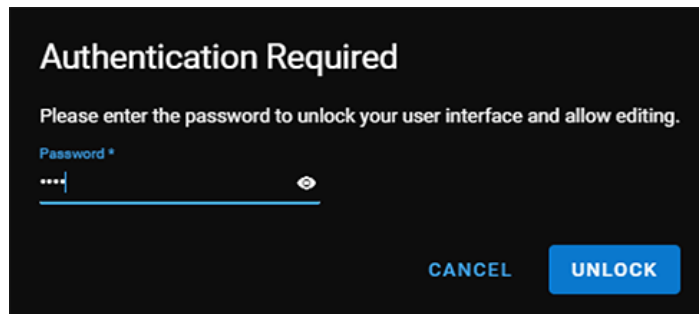 Authentication Required
Please enter the password to unlock your user interface and allow editing.
Password *
••••
CANCEL UNLOCK